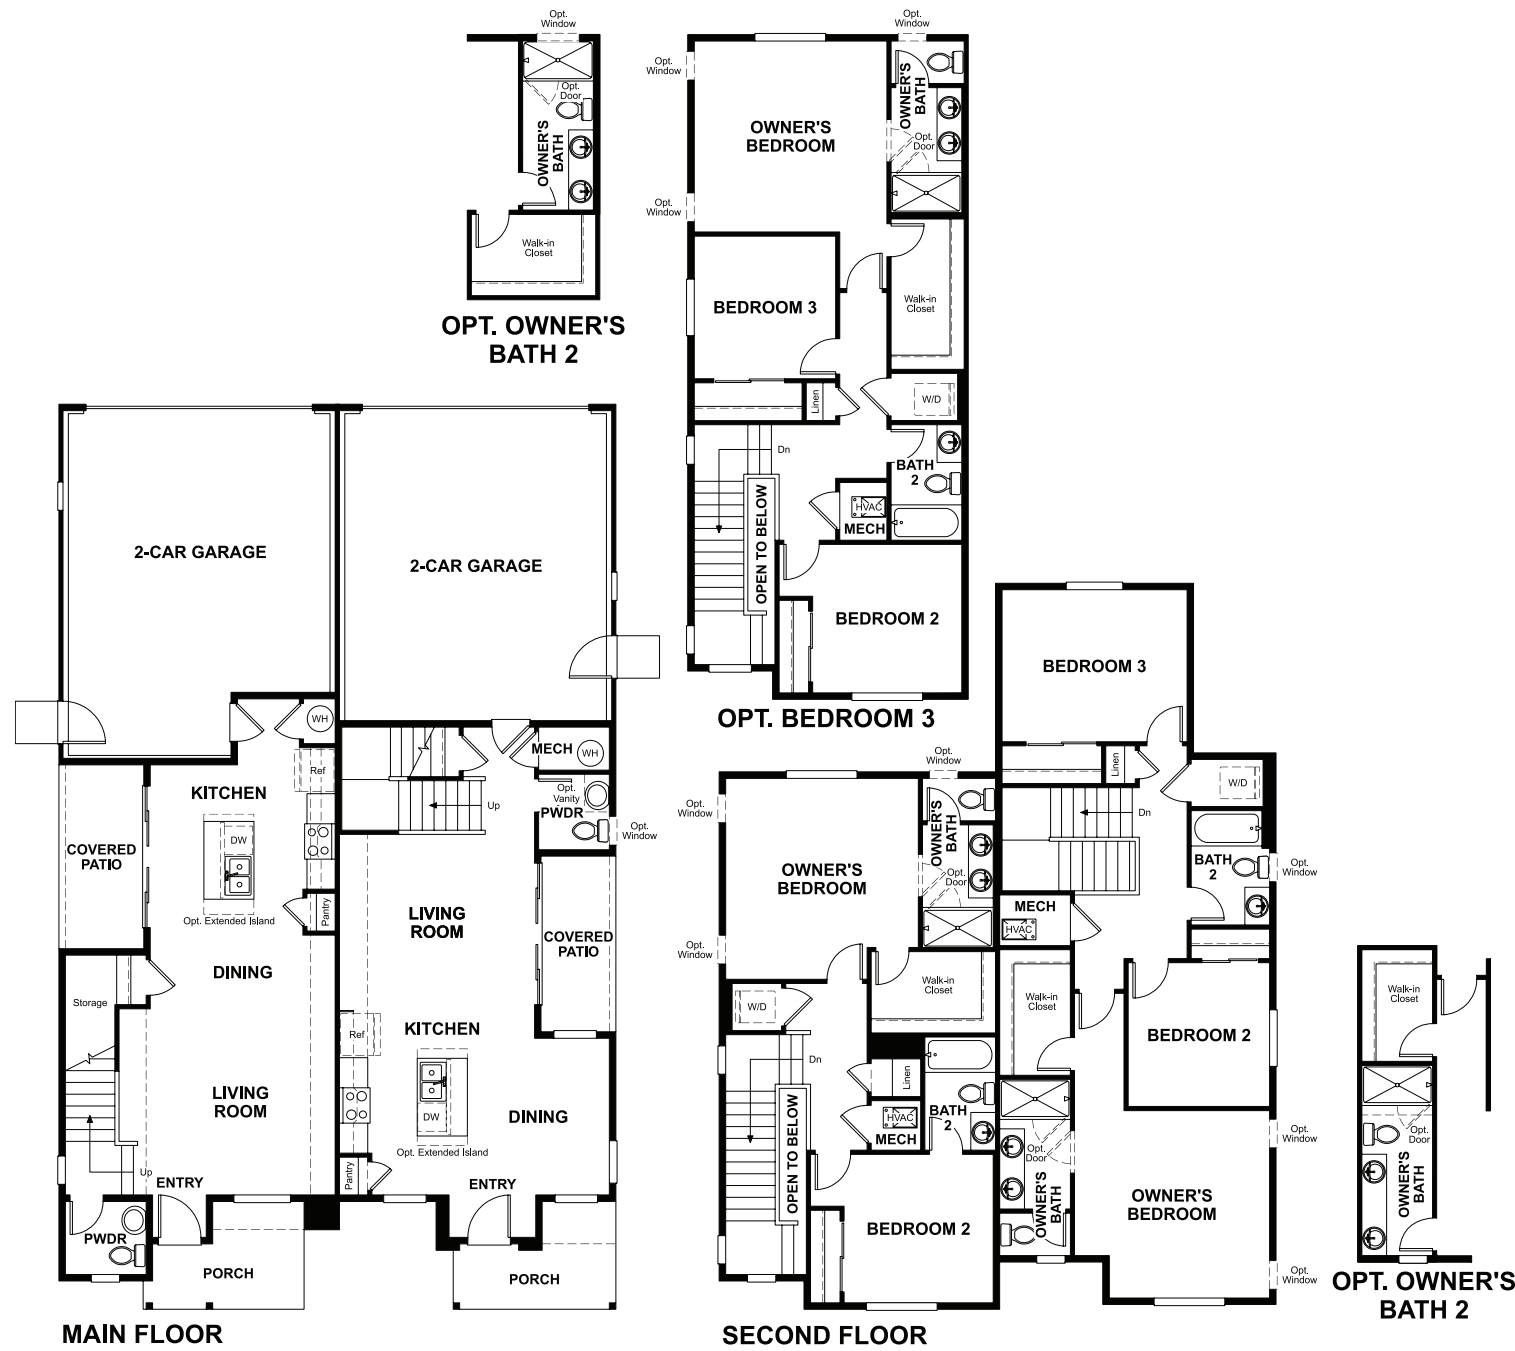 Opt.
Window
Opt.
Door
OWNER'S
BATH
Walk-in
Closet
OPT. OWNER'S
BATH 2
Opt.
Window
Opt.
Window
Opt.
Window
OWNER'S
BEDROOM
OWNER'S
BATH
Opt.
Door
BEDROOM 3
Walk-in
Closet
Linen
W/D
Dn
BATH
2
OPEN TO BELOW
HVAC
MECH
BEDROOM 2
OPT. BEDROOM 3
2-CAR GARAGE
WH
Ref
KITCHEN
COVERED
PATIO
DW
Opt. Extended Island
Pantry
DINING
Storage
LIVING
ROOM
Up
ENTRY
PWDR
PORCH
2-CAR GARAGE
MECH
WH
Up
Opt.
Vanity
PWDR
Opt.
Window
LIVING
ROOM
COVERED
PATIO
Ref
KITCHEN
DW
DINING
Opt. Extended Island
Pantry
ENTRY
PORCH
MAIN FLOOR
Opt.
Window
Opt.
Window
Opt.
Window
OWNER'S
BEDROOM
OWNER'S
BATH
Opt.
Door
Walk-in
Closet
W/D
Dn
Linen
OPEN TO BELOW
HVAC
MECH
BATH
2
BEDROOM 2
BEDROOM 3
Linen
W/D
Dn
BATH
2
Opt.
Window
MECH
HVAC
Walk-in
Closet
BEDROOM 2
Opt.
Door
OWNER'S
BATH
OWNER'S
BEDROOM
Opt.
Window
Opt.
Window
SECOND FLOOR
Walk-in
Closet
Opt.
Door
OWNER'S
BATH
OPT. OWNER'S
BATH 2